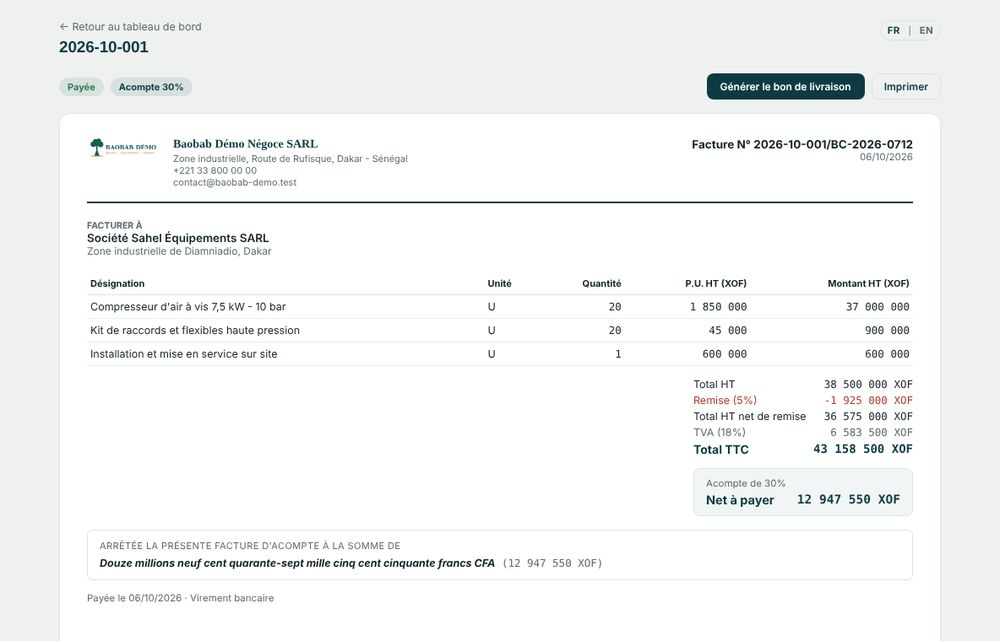 ← Retour au tableau de bord
2026-10-001
FR | EN
Payée
Acompte 30%
Générer le bon de livraison
Imprimer
BAOBAB DÉMO
Baobab Démo Négoce SARL
Zone industrielle, Route de Rufisque, Dakar - Sénégal
+221 33 800 00 00
contact@baobab-demo.test
Facture N° 2026-10-001/BC-2026-0712
06/10/2026
FACTURER À
Société Sahel Équipements SARL
Zone industrielle de Diamniadio, Dakar
Désignation Unité Quantité P.U. HT (XOF) Montant HT (XOF)
Compresseur d'air à vis 7,5 kW - 10 bar U 20 1 850 000 37 000 000
Kit de raccords et flexibles haute pression U 20 45 000 900 000
Installation et mise en service sur site U 1 600 000 600 000
Total HT 38 500 000 XOF
Remise (5%) -1 925 000 XOF
Total HT net de remise 36 575 000 XOF
TVA (18%) 6 583 500 XOF
Total TTC 43 158 500 XOF
Acompte de 30%
Net à payer 12 947 550 XOF
ARRÊTÉE LA PRÉSENTE FACTURE D'ACOMPTE À LA SOMME DE
Douze millions neuf cent quarante-sept mille cinq cent cinquante francs CFA (12 947 550 XOF)
Payée le 06/10/2026 · Virement bancaire